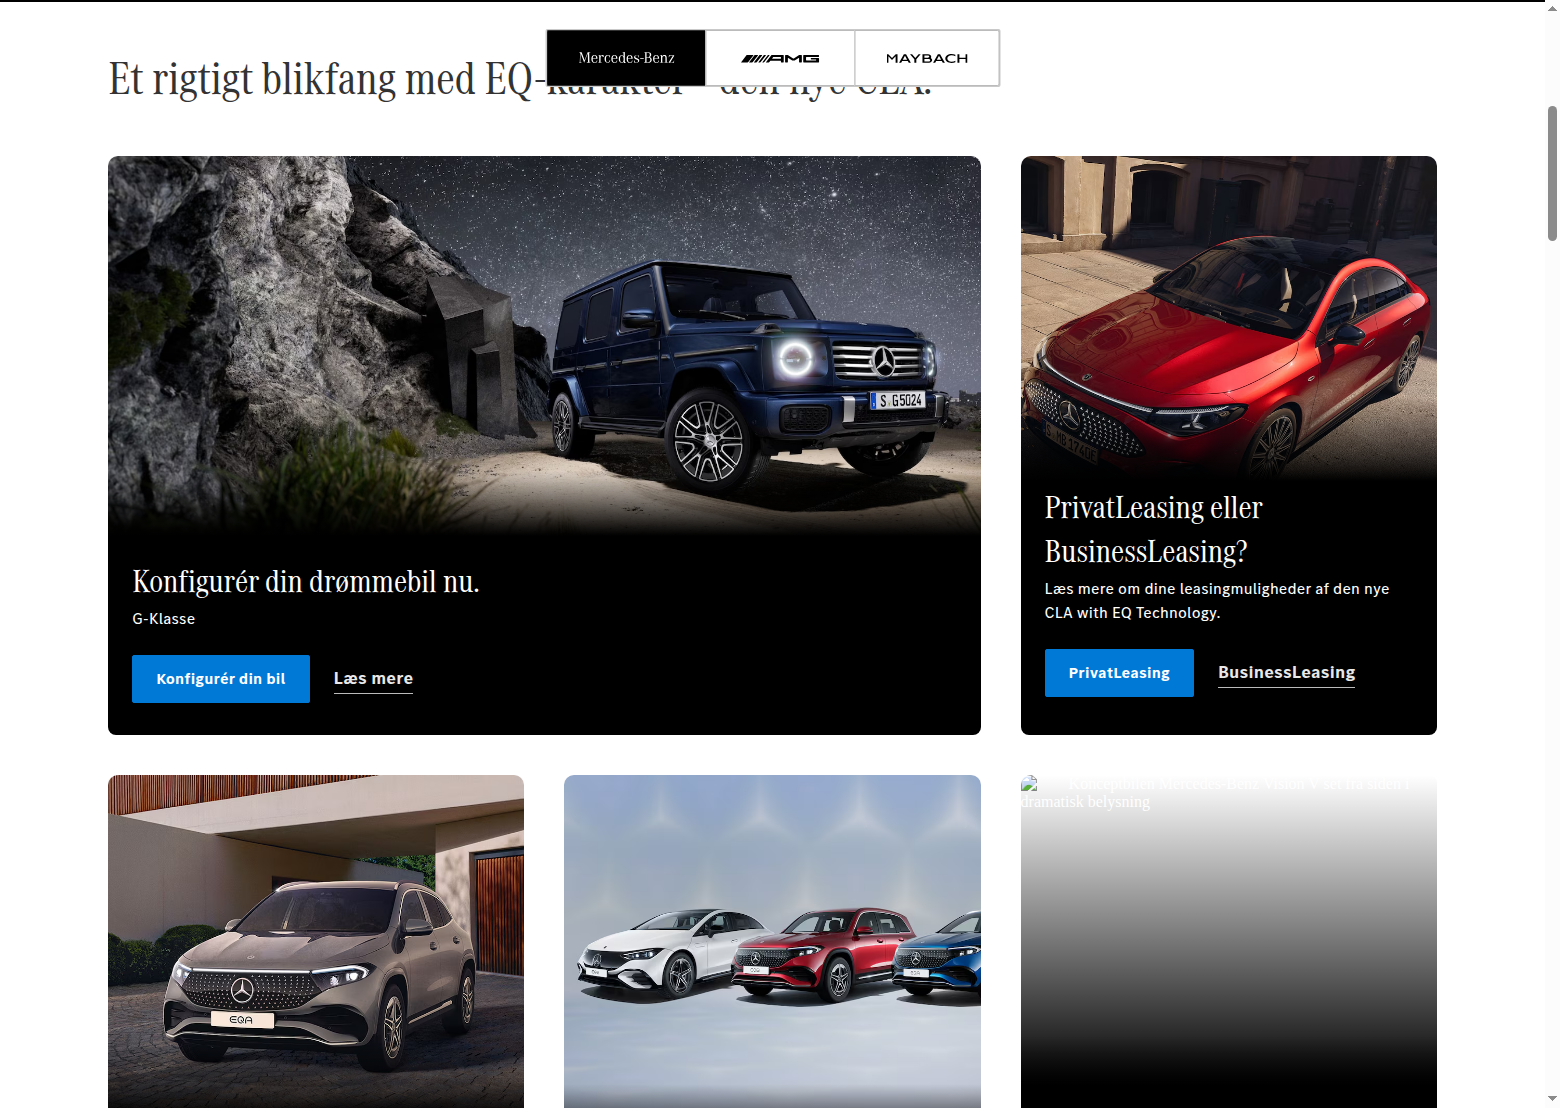 Mercedes-Benz
AMG
MAYBACH
Et rigtigt blikfang med EQ-karakter - den nye CLA.
S G 5024
Konfigurér din drømmebil nu.
G-Klasse
Konfigurér din bil
Læs mere
PrivatLeasing eller
BusinessLeasing?
Læs mere om dine leasingmuligheder af den nye
CLA with EQ Technology.
PrivatLeasing
BusinessLeasing
EQA
Konceptbilen Mercedes-Benz Vision V set fra siden i
dramatisk belysning